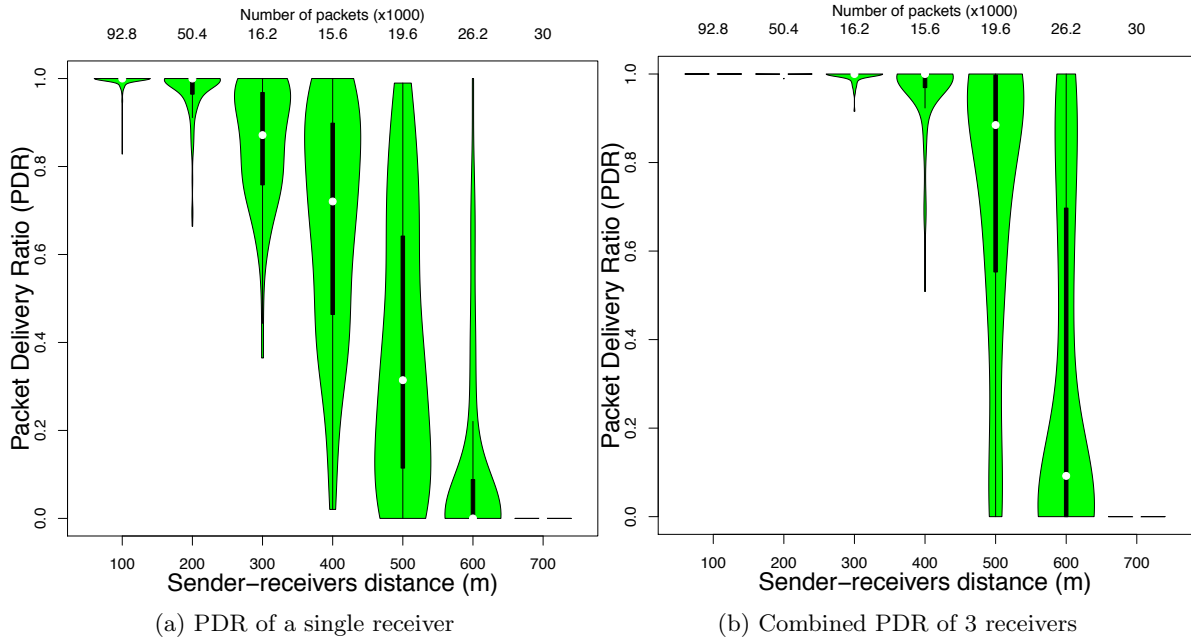 Number of packets (x1000)
92.8 50.4 16.2 15.6 19.6 26.2 30
Packet Delivery Ratio (PDR)
1.0
0.8
0.6
0.4
0.2
0.0
100 200 300 400 500 600 700
Sender−receivers distance (m)
(a) PDR of a single receiver
Number of packets (x1000)
92.8 50.4 16.2 15.6 19.6 26.2 30
Packet Delivery Ratio (PDR)
1.0
0.8
0.6
0.4
0.2
0.0
100 200 300 400 500 600 700
Sender−receivers distance (m)
(b) Combined PDR of 3 receivers